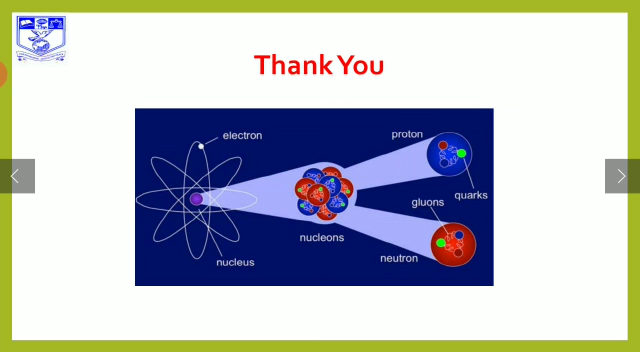 Thank You
electron
proton
quarks
gluons
nucleons
neutron
nucleus